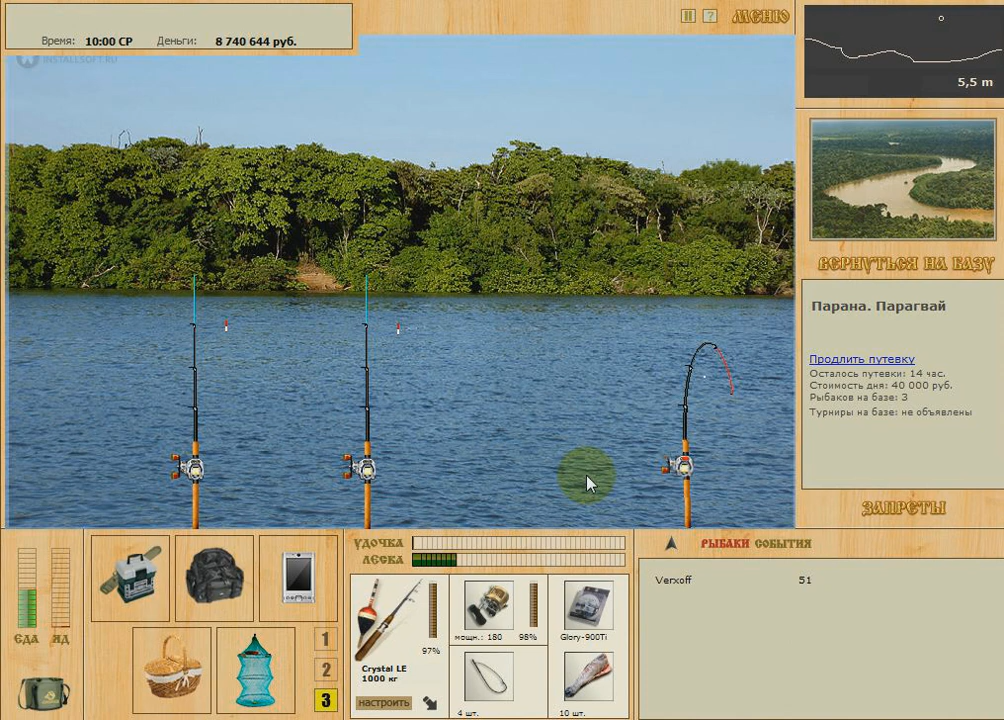 Время: 10:00 СР Деньги: 8 740 644 руб.
? МЕНЮ
INSTALLSOFT.RU
5,5 m
ВЕРНУТЬСЯ НА БАЗУ
Парана. Парагвай
Продлить путевку
Осталось путевки: 14 час.
Стоимость дня: 40 000 руб.
Рыбаков на базе: 3
Турниры на базе: не объявлены
ЗАПРЕТЫ
УДОЧКА
ЛЕСКА
РЫБАКИ СОБЫТИЯ
Verxoff 51
ЕДА ЯД
1
2
3
97%
Crystal LE
1000 кг
настроить
мощн.: 180 98%
Glory-900Ti
4 шт.
10 шт.